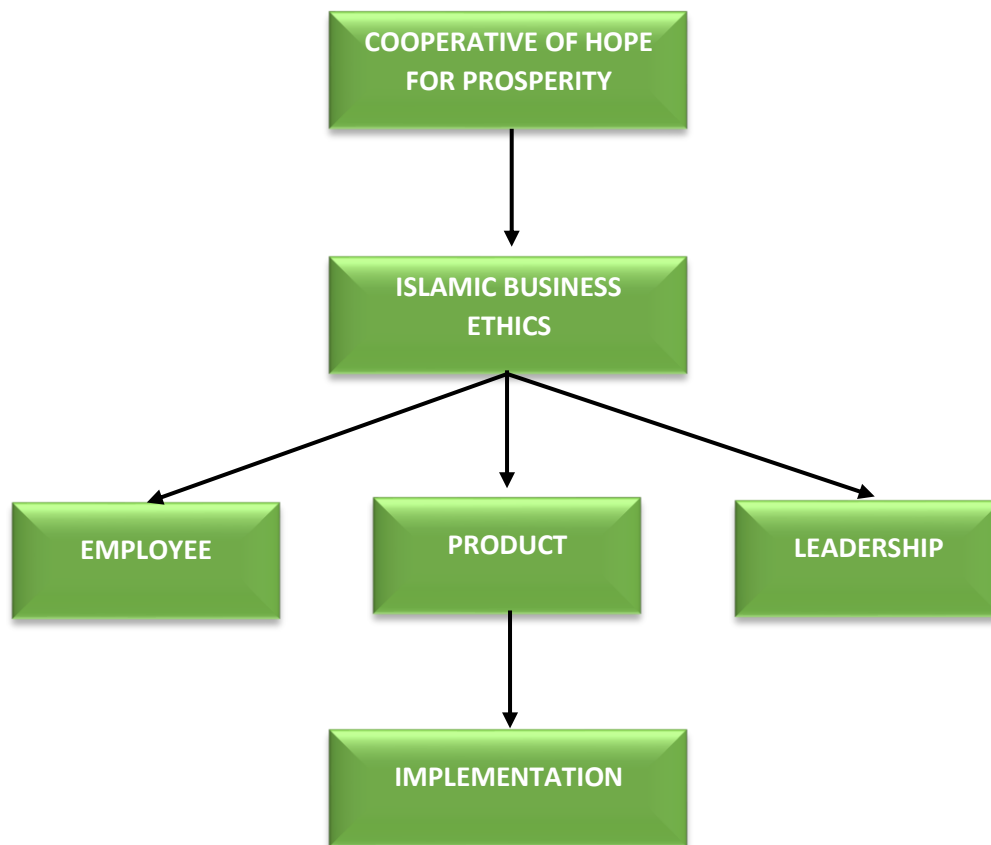 COOPERATIVE OF HOPE
FOR PROSPERITY
ISLAMIC BUSINESS
ETHICS
EMPLOYEE
PRODUCT
LEADERSHIP
IMPLEMENTATION